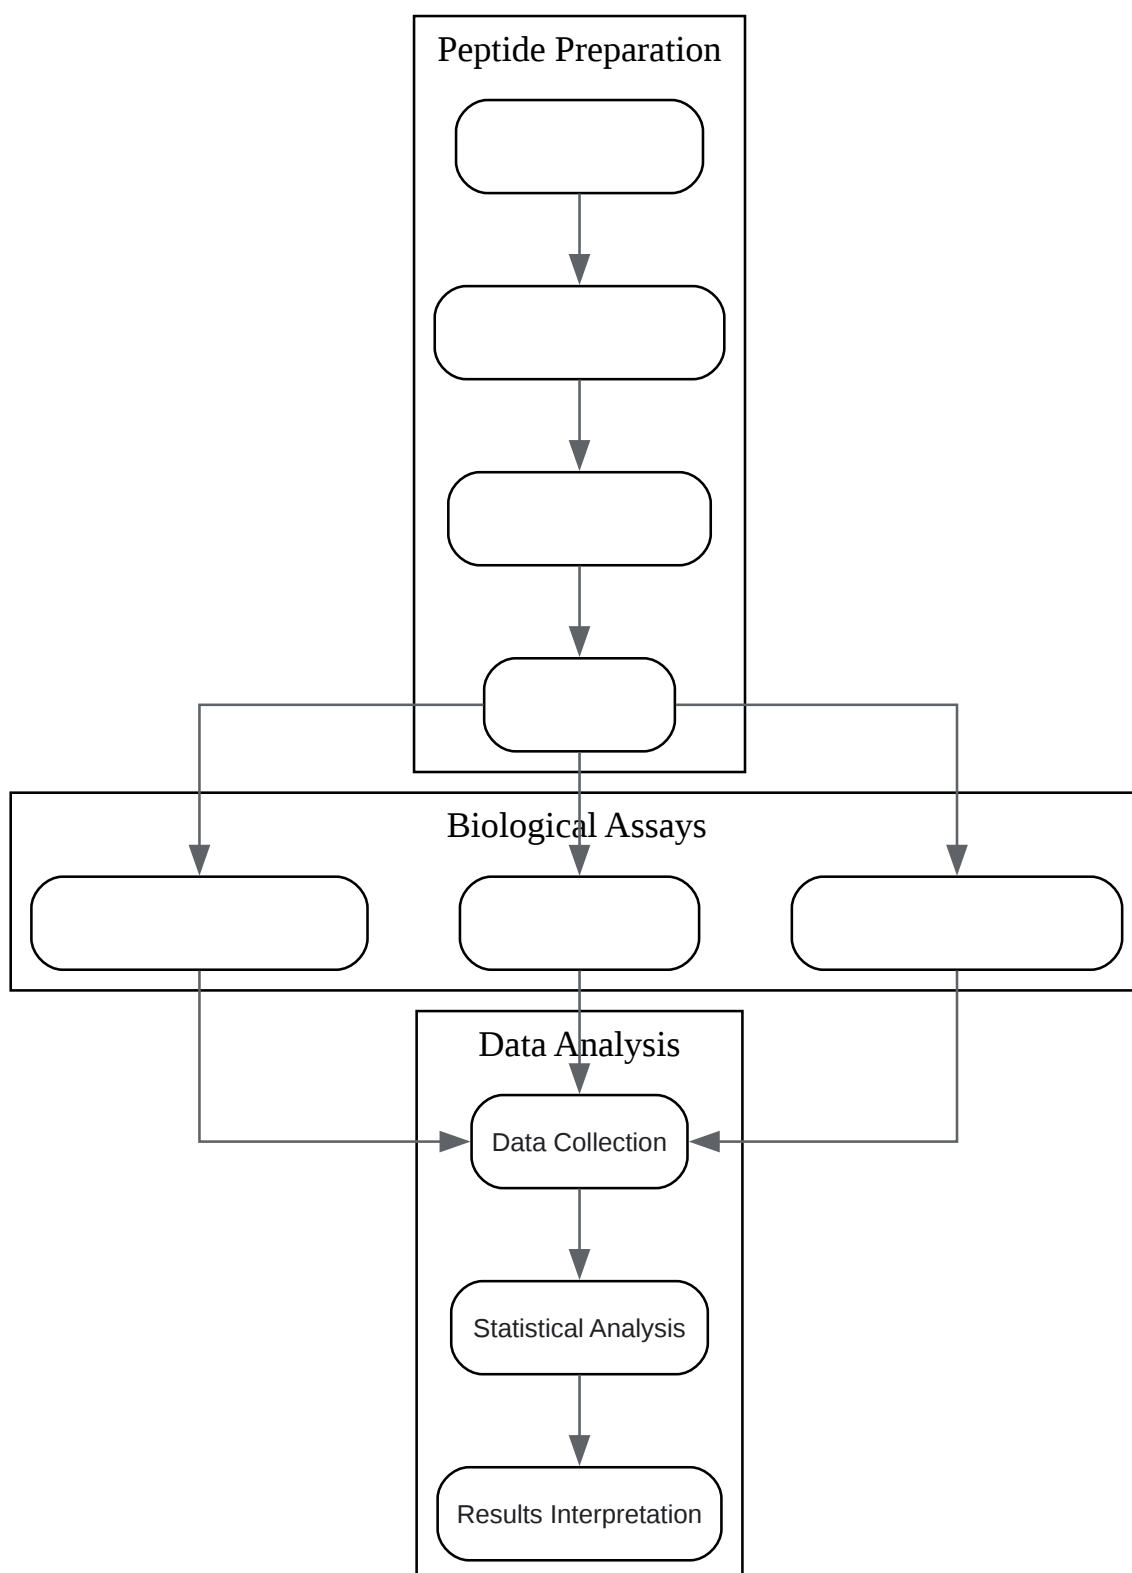 Peptide Preparation
Biological Assays
Data Analysis
Data Collection
Statistical Analysis
Results Interpretation